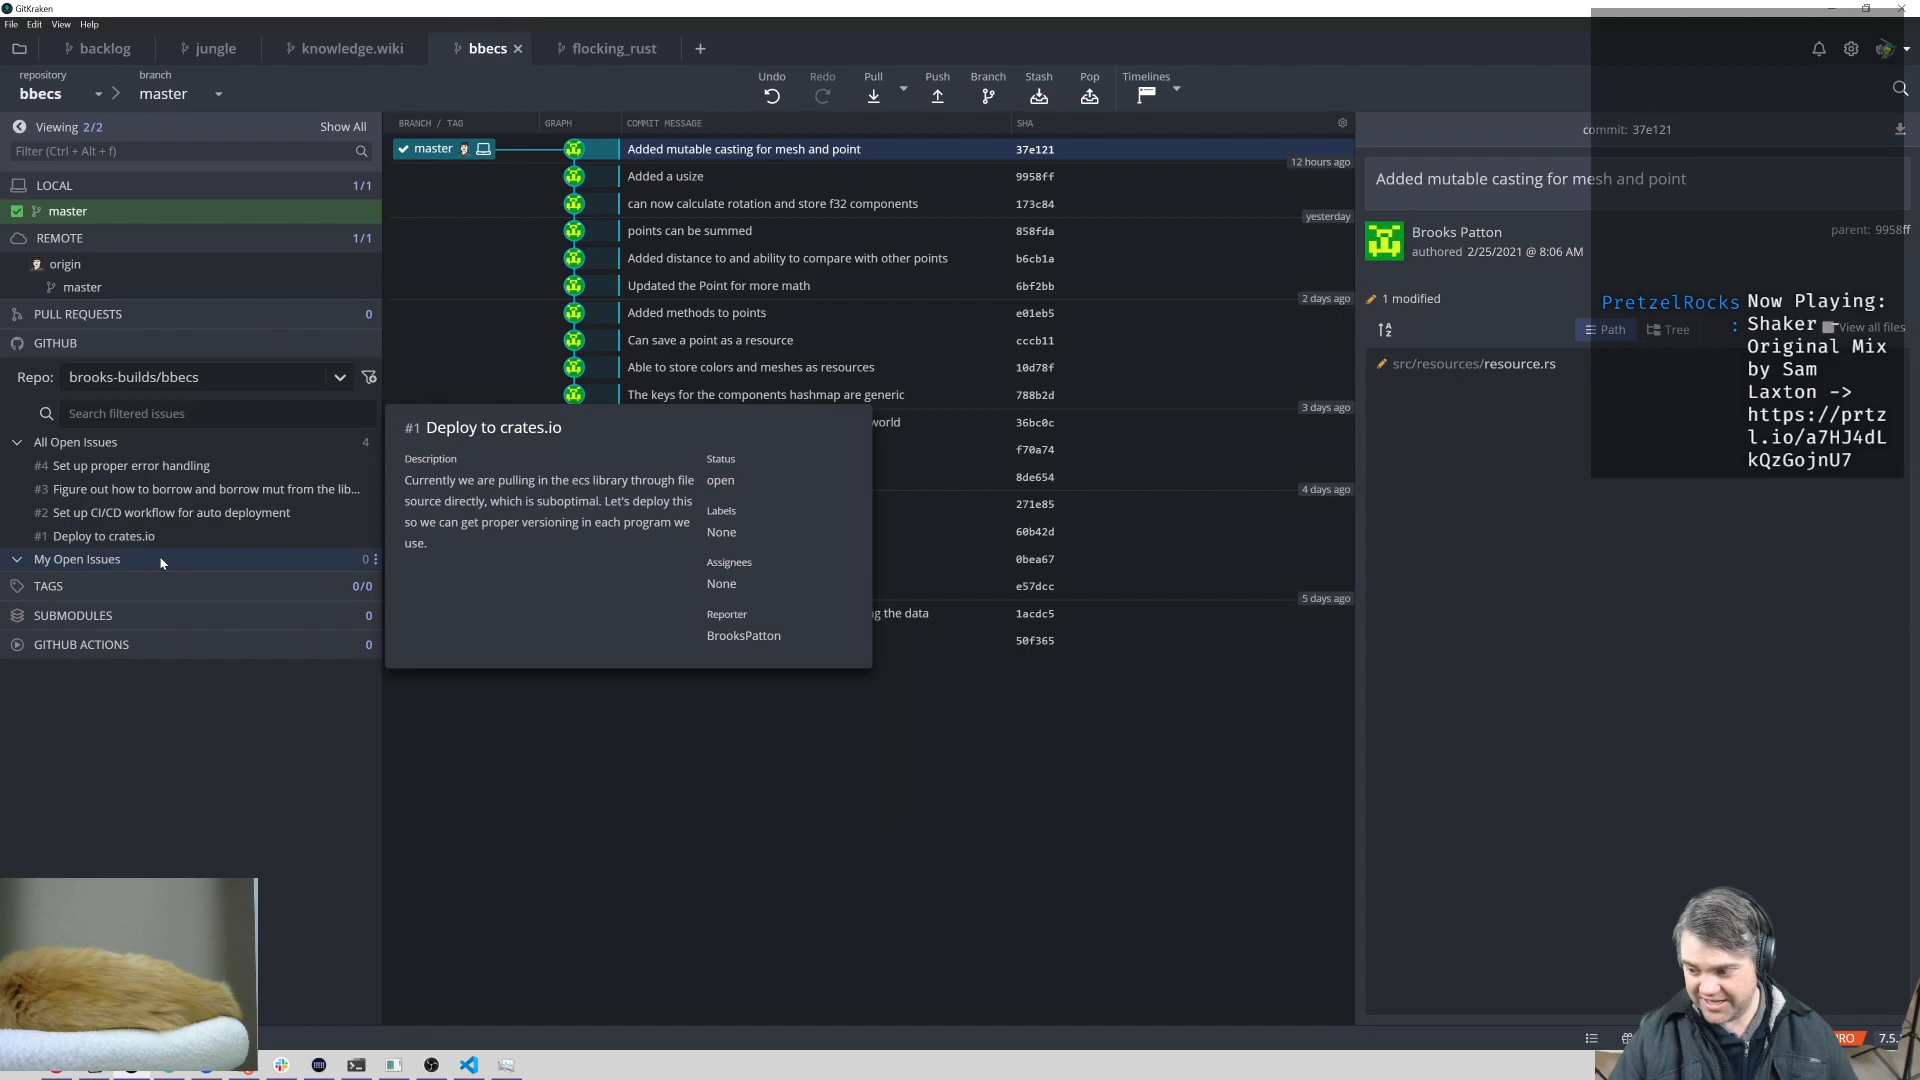 GitKraken
File Edit View Help
backlog jungle knowledge.wiki bbecs flocking_rust
repository
bbecs
branch
master
Undo Redo Pull Push Branch Stash Pop Timelines
Viewing 2/2 Show All
Filter (Ctrl + Alt + f)
LOCAL 1/1
master
REMOTE 1/1
origin
master
PULL REQUESTS 0
GITHUB
Repo: brooks-builds/bbecs
Search filtered issues
All Open Issues 4
#4 Set up proper error handling
#3 Figure out how to borrow and borrow mut from the lib...
#2 Set up CI/CD workflow for auto deployment
#1 Deploy to crates.io
My Open Issues 0
TAGS 0/0
SUBMODULES 0
GITHUB ACTIONS 0
BRANCH / TAG GRAPH COMMIT MESSAGE SHA
master Added mutable casting for mesh and point 37e121
12 hours ago
Added a usize 9958ff
can now calculate rotation and store f32 components 173c84
yesterday
points can be summed 858fda
Added distance to and ability to compare with other points b6cb1a
Updated the Point for more math 6bf2bb
2 days ago
Added methods to points e01eb5
Can save a point as a resource cccb11
Able to store colors and meshes as resources 10d78f
The keys for the components hashmap are generic 788b2d
3 days ago
world 36bc0c
f70a74
8de654
4 days ago
271e85
60b42d
0bea67
e57dcc
5 days ago
g the data 1acdc5
50f365
#1 Deploy to crates.io
Description
Currently we are pulling in the ecs library through file
source directly, which is suboptimal. Let's deploy this
so we can get proper versioning in each program we
use.
Status
open
Labels
None
Assignees
None
Reporter
BrooksPatton
commit: 37e121
Added mutable casting for mesh and point
Brooks Patton
authored 2/25/2021 @ 8:06 AM
parent: 9958ff
1 modified
Path Tree View all files
src/resources/resource.rs
PretzelRocks
: Now Playing:
Shaker –
Original Mix
by Sam
Laxton ->
https://prtz
l.io/a7HJ4dL
kQzGojnU7
PRO 7.5.